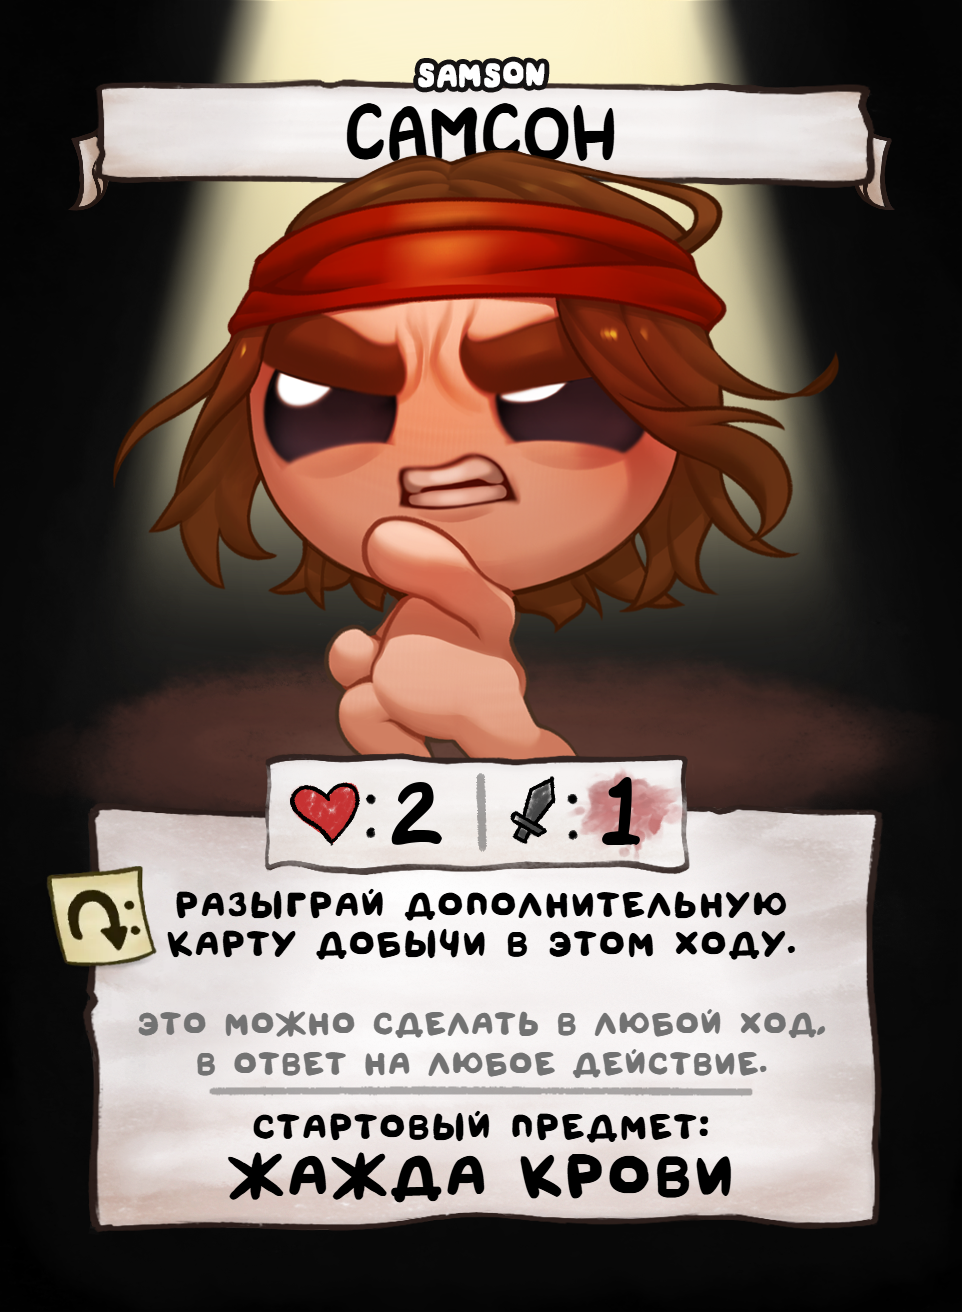 SAMSON
САМСОН
:2 | :1
РАЗЫГРАЙ ДОПОЛНИТЕЛЬНУЮ
КАРТУ ДОБЫЧИ В ЭТОМ ХОДУ.
ЭТО МОЖНО СДЕЛАТЬ В ЛЮБОЙ ХОД,
В ОТВЕТ НА ЛЮБОЕ ДЕЙСТВИЕ.
СТАРТОВЫЙ ПРЕДМЕТ:
ЖАЖДА КРОВИ